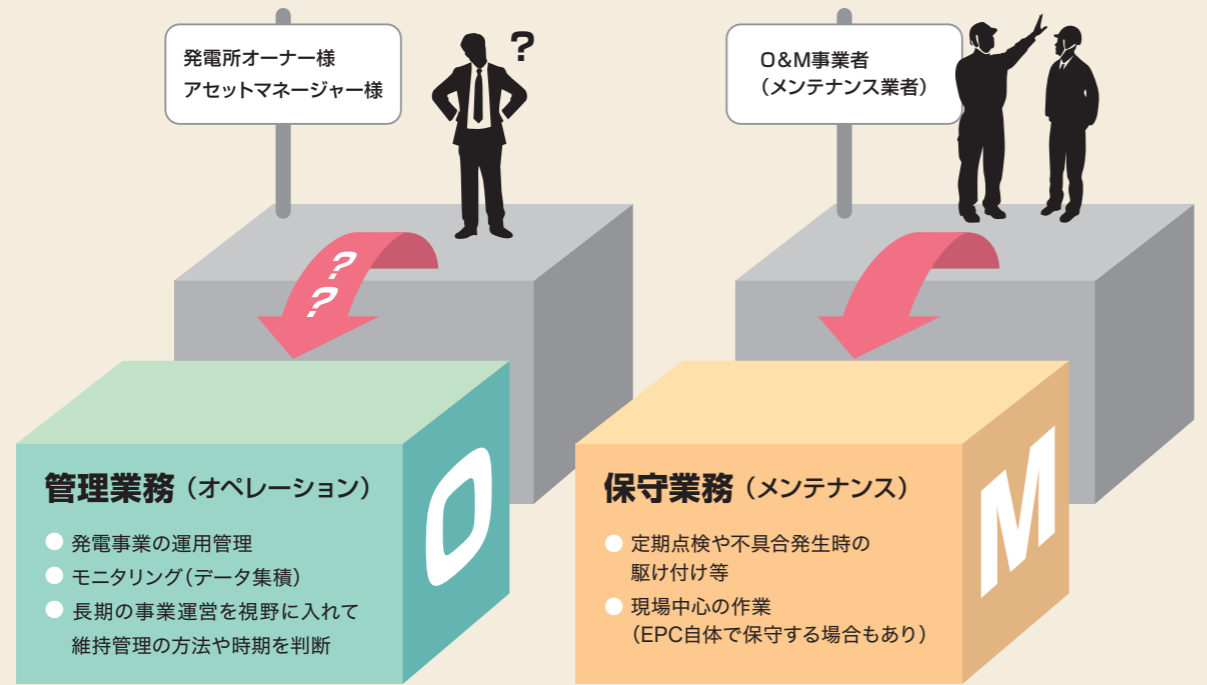 発電所オーナー様
アセットマネージャー様
?
O&M事業者
（メンテナンス業者）
?
?
管理業務（オペレーション）
● 発電事業の運用管理
● モニタリング（データ集積）
● 長期の事業運営を視野に入れて
維持管理の方法や時期を判断
O
保守業務（メンテナンス）
● 定期点検や不具合発生時の
駆け付け等
● 現場中心の作業
（EPC自体で保守する場合もあり）
M